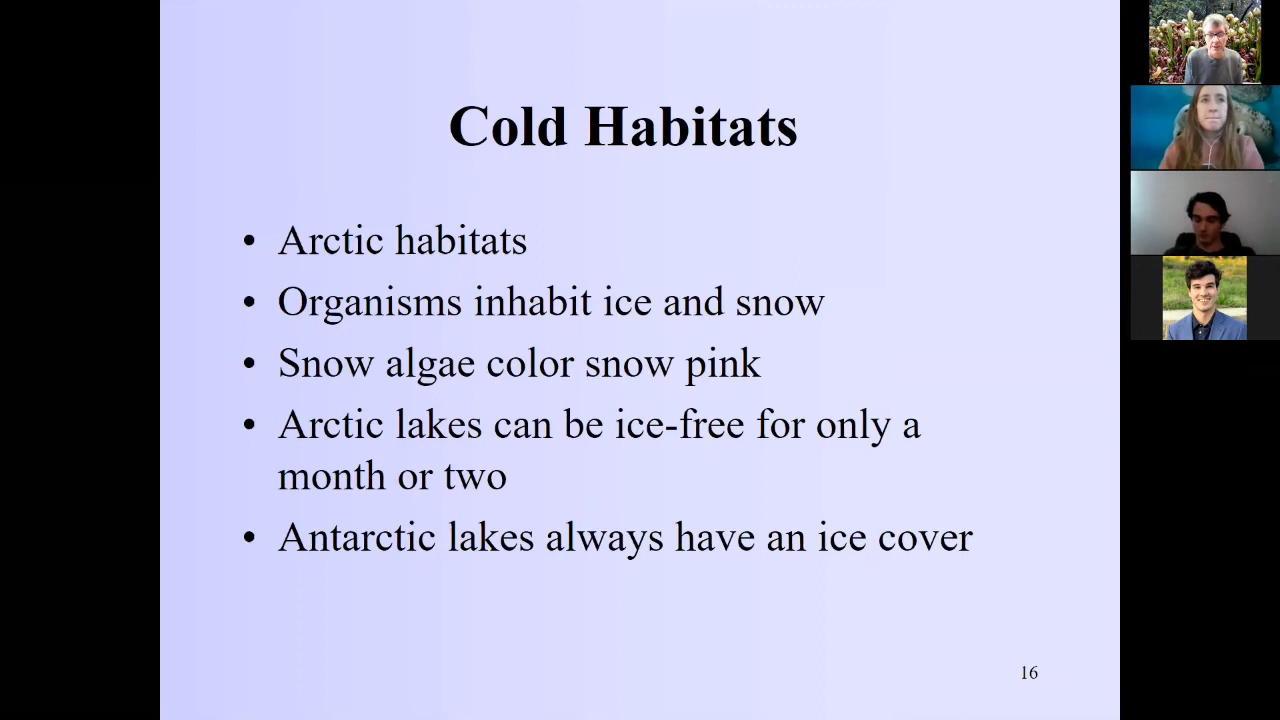 Cold Habitats
• Arctic habitats
• Organisms inhabit ice and snow
• Snow algae color snow pink
• Arctic lakes can be ice-free for only a
month or two
• Antarctic lakes always have an ice cover
16